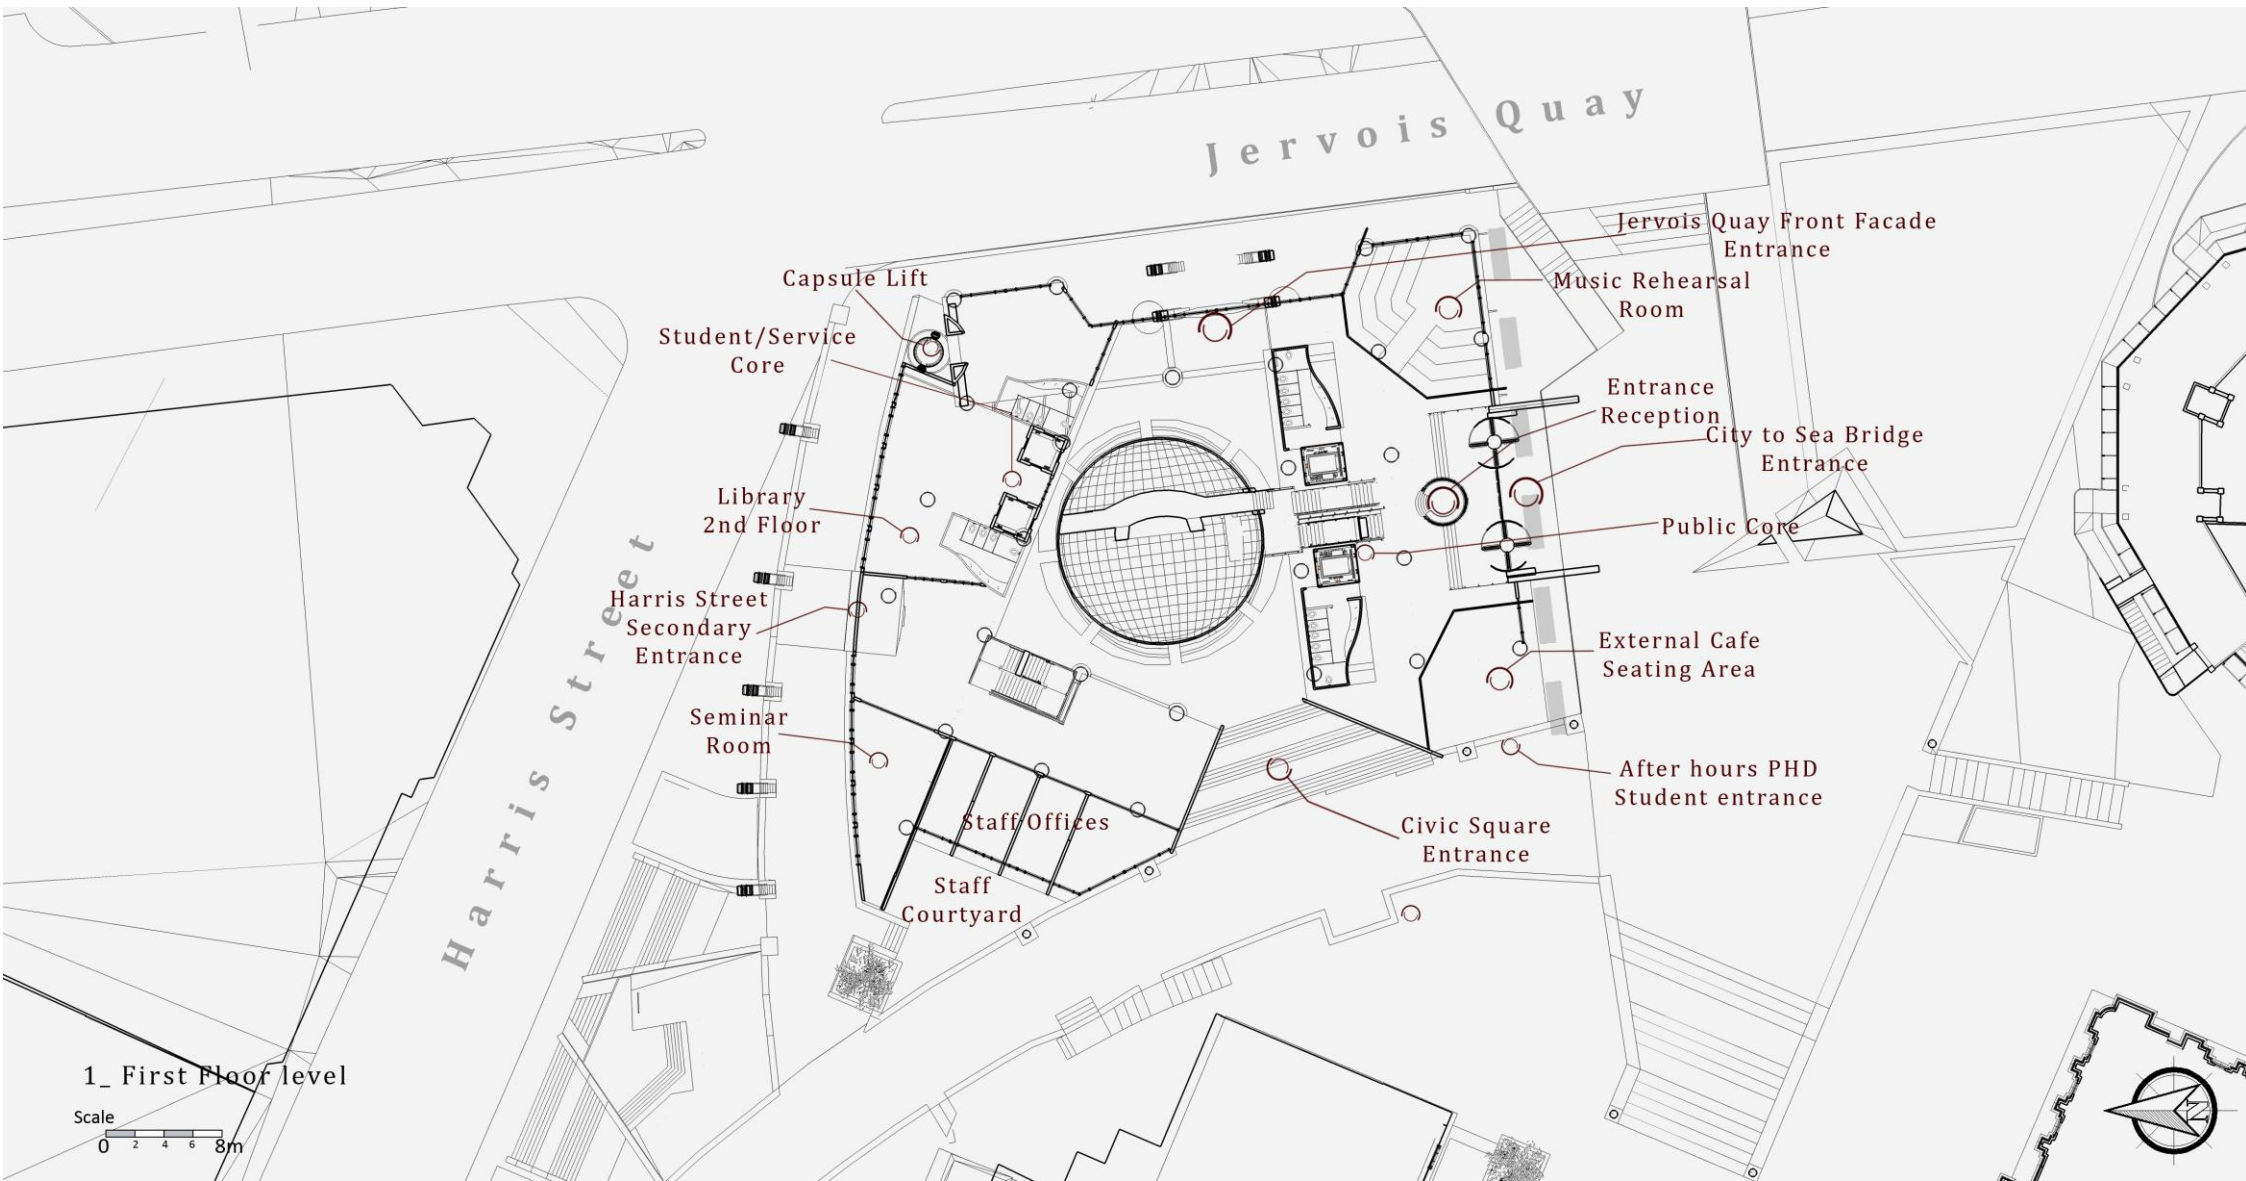 Jervois Quay
Jervois Quay Front Facade
Entrance
Capsule Lift
Music Rehearsal
Room
Student/Service
Core
Entrance
Reception
City to Sea Bridge
Entrance
Library
2nd Floor
Public Core
Harris Street
Harris Street
Secondary
Entrance
External Cafe
Seating Area
Seminar
Room
After hours PHD
Student entrance
Staff Offices
Civic Square
Entrance
Staff
Courtyard
1_ First Floor level
Scale
0 2 4 6 8m
N